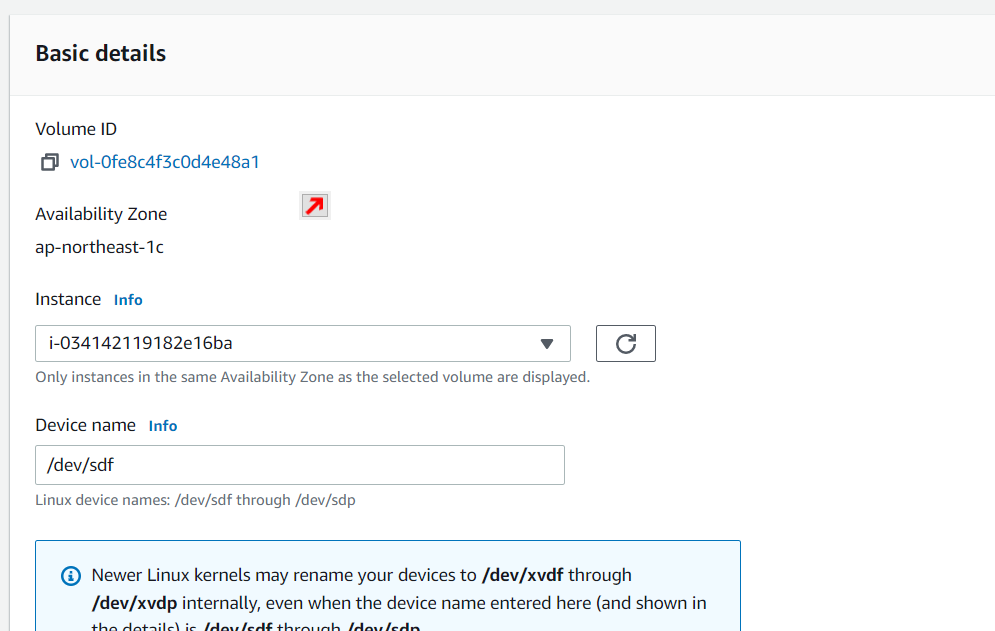 Basic details
Volume ID
vol-0fe8c4f3c0d4e48a1
Availability Zone
ap-northeast-1c
Instance Info
i-034142119182e16ba
Only instances in the same Availability Zone as the selected volume are displayed.
Device name Info
/dev/sdf
Linux device names: /dev/sdf through /dev/sdp
Newer Linux kernels may rename your devices to /dev/xvdf through
/dev/xvdp internally, even when the device name entered here (and shown in
the details) is /dev/sdf through /dev/sdp.